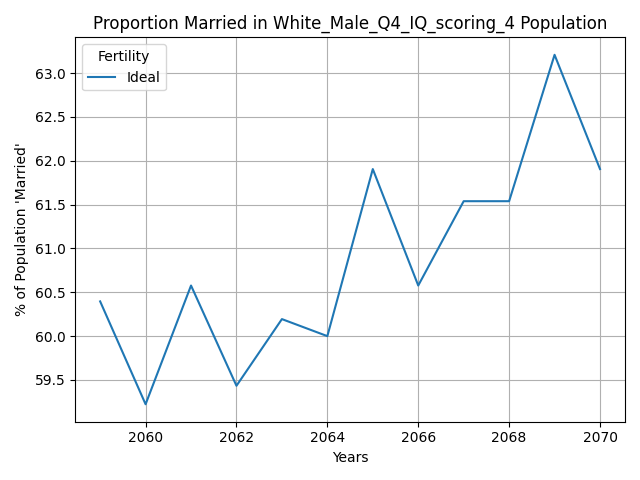 Proportion Married in White_Male_Q4_IQ_scoring_4 Population
Fertility
Ideal
% of Population 'Married'
63.0
62.5
62.0
61.5
61.0
60.5
60.0
59.5
2060 2062 2064 2066 2068 2070
Years